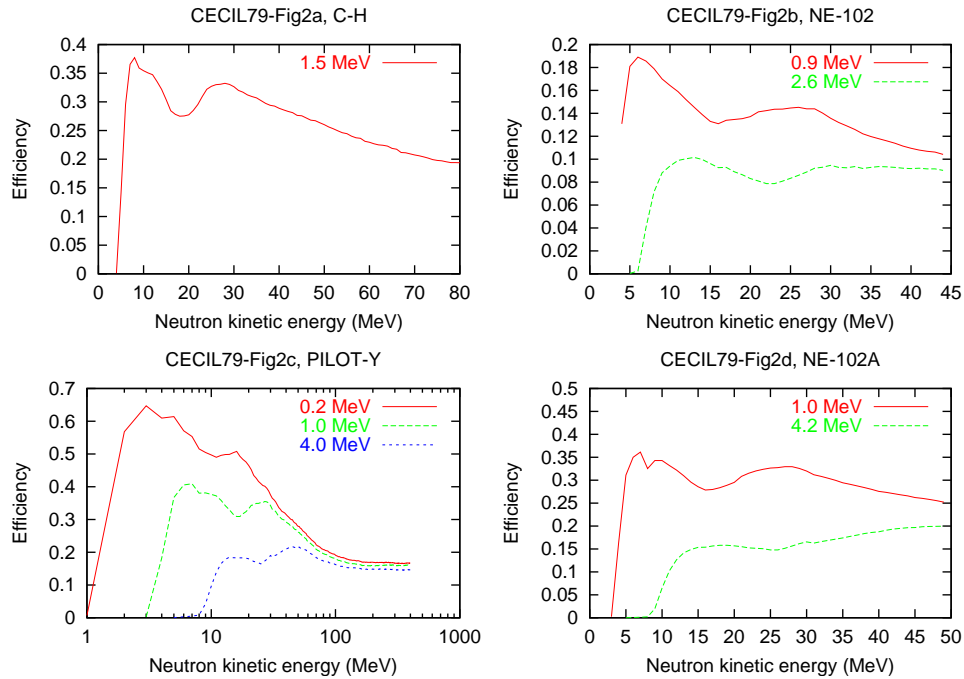 CECIL79-Fig2a, C-H
0.4
0.35
0.3
0.25
0.2
0.15
0.1
0.05
0
Efficiency
1.5 MeV
0 10 20 30 40 50 60 70 80
Neutron kinetic energy (MeV)
CECIL79-Fig2b, NE-102
0.2
0.18
0.16
0.14
0.12
0.1
0.08
0.06
0.04
0.02
0
Efficiency
0.9 MeV
2.6 MeV
0 5 10 15 20 25 30 35 40 45
Neutron kinetic energy (MeV)
CECIL79-Fig2c, PILOT-Y
0.7
0.6
0.5
0.4
0.3
0.2
0.1
0
Efficiency
0.2 MeV
1.0 MeV
4.0 MeV
1 10 100 1000
Neutron kinetic energy (MeV)
CECIL79-Fig2d, NE-102A
0.5
0.45
0.4
0.35
0.3
0.25
0.2
0.15
0.1
0.05
0
Efficiency
1.0 MeV
4.2 MeV
0 5 10 15 20 25 30 35 40 45 50
Neutron kinetic energy (MeV)